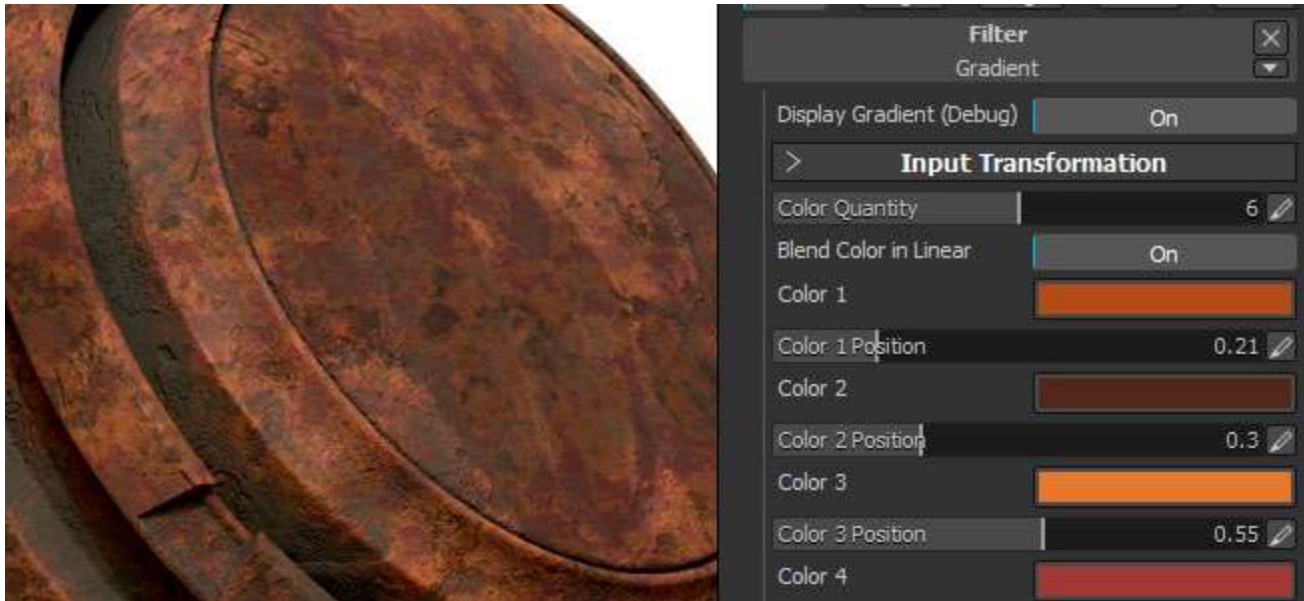 Filter
Gradient
Display Gradient (Debug) On
Input Transformation
Color Quantity 6
Blend Color in Linear On
Color 1
Color 1 Position 0.21
Color 2
Color 2 Position 0.3
Color 3
Color 3 Position 0.55
Color 4